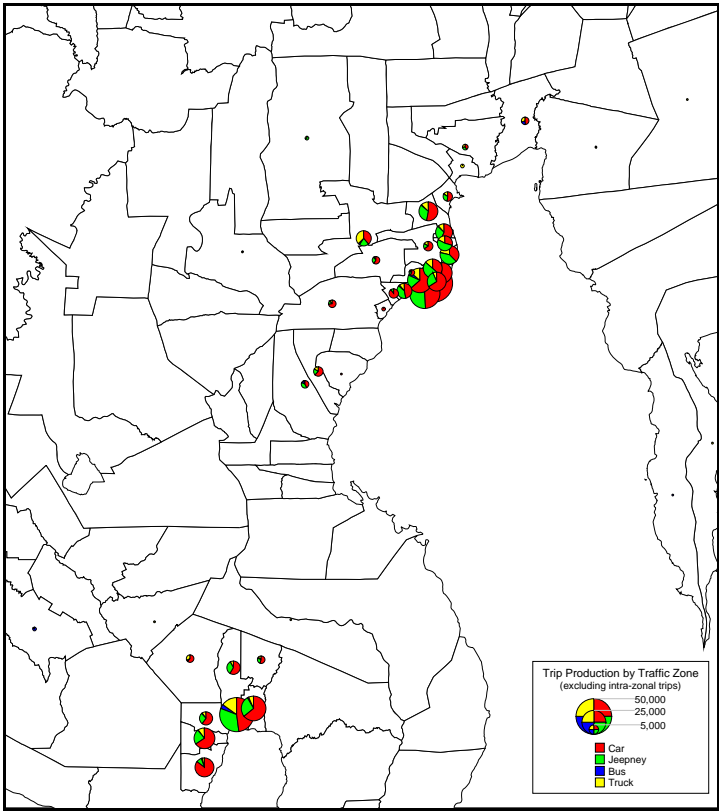 Trip Production by Traffic Zone
(excluding intra-zonal trips)
50,000
25,000
5,000
Car
Jeepney
Bus
Truck